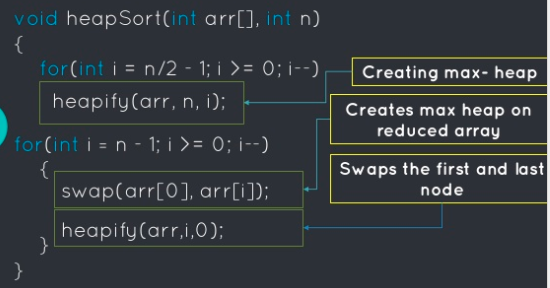 void heapSort(int arr[], int n)
{
for(int i = n/2 - 1; i >= 0; i--)
heapify(arr, n, i);
for(int i = n - 1; i >= 0; i--)
{
swap(arr[0], arr[i]);
heapify(arr,i,0);
}
}
Creating max- heap
Creates max heap on
reduced array
Swaps the first and last
node